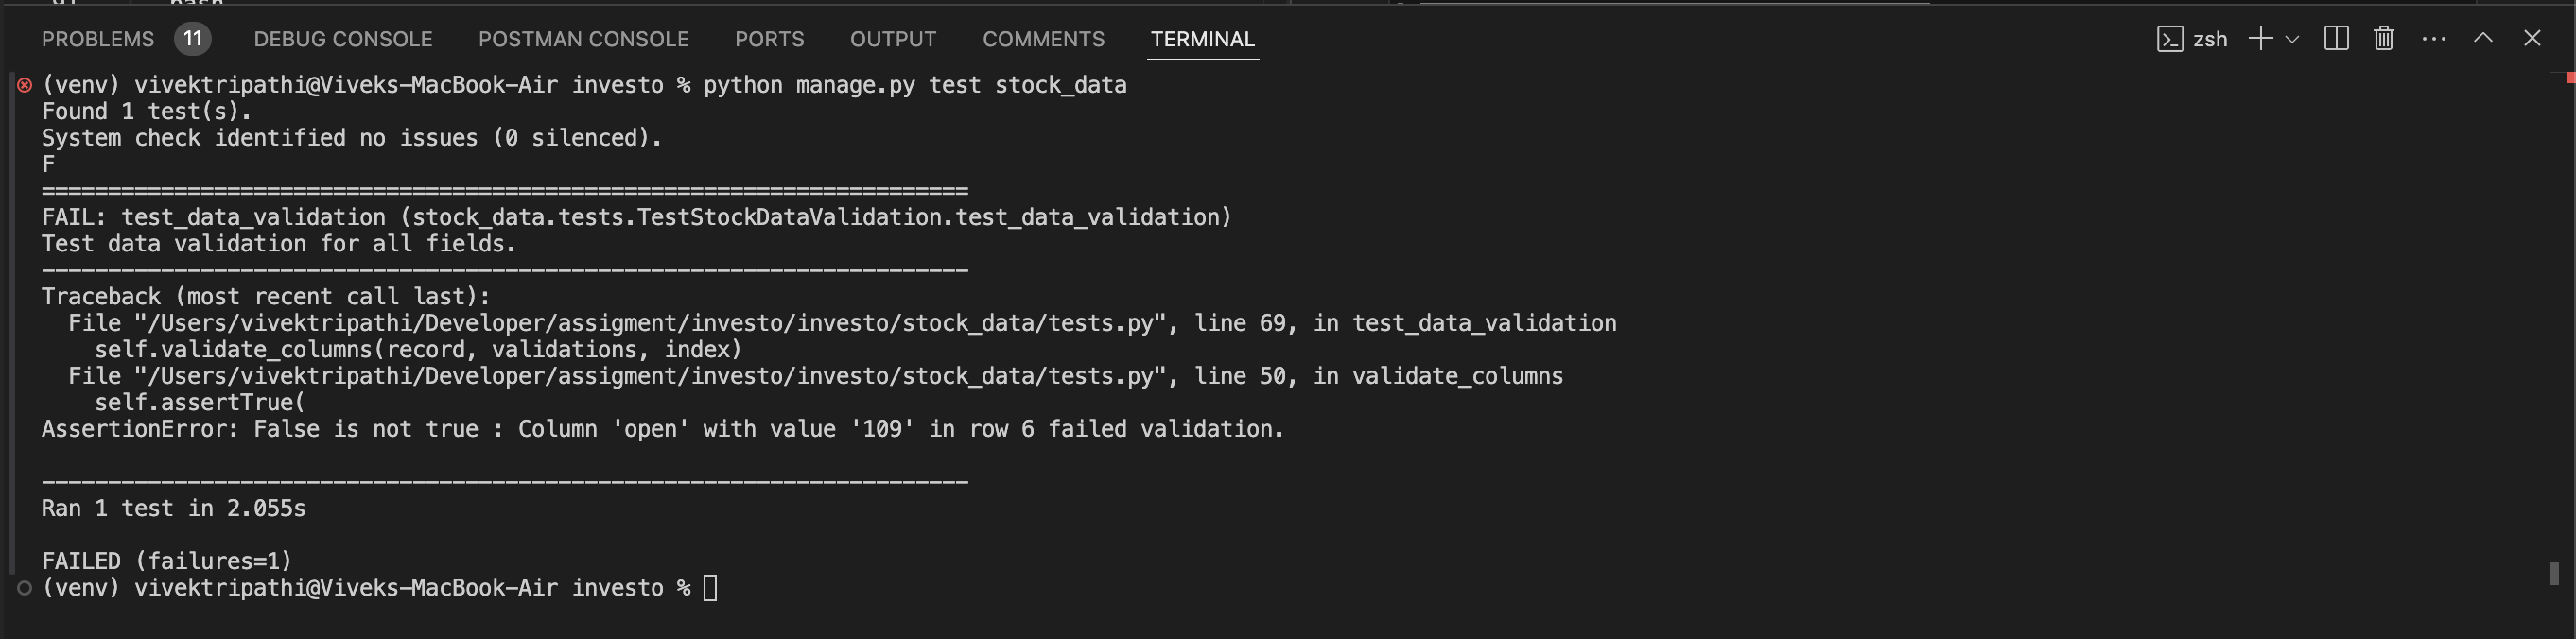 PROBLEMS 11 DEBUG CONSOLE POSTMAN CONSOLE PORTS OUTPUT COMMENTS TERMINAL zsh
(venv) vivektripathi@Viveks-MacBook-Air investo % python manage.py test stock_data
Found 1 test(s).
System check identified no issues (0 silenced).
F
======================================================================
FAIL: test_data_validation (stock_data.tests.TestStockDataValidation.test_data_validation)
Test data validation for all fields.
----------------------------------------------------------------------
Traceback (most recent call last):
  File "/Users/vivektripathi/Developer/assigment/investo/investo/stock_data/tests.py", line 69, in test_data_validation
    self.validate_columns(record, validations, index)
  File "/Users/vivektripathi/Developer/assigment/investo/investo/stock_data/tests.py", line 50, in validate_columns
    self.assertTrue(
AssertionError: False is not true : Column 'open' with value '109' in row 6 failed validation.
----------------------------------------------------------------------
Ran 1 test in 2.055s
FAILED (failures=1)
(venv) vivektripathi@Viveks-MacBook-Air investo %